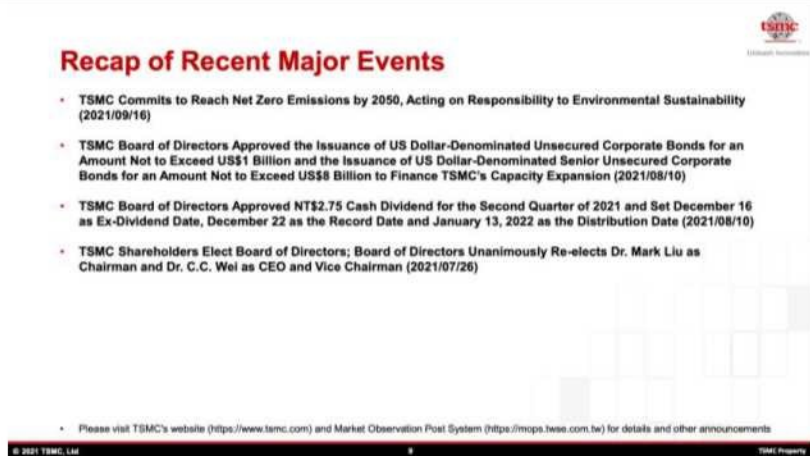 tsmc
Recap of Recent Major Events
• TSMC Commits to Reach Net Zero Emissions by 2050, Acting on Responsibility to Environmental Sustainability
(2021/09/16)
• TSMC Board of Directors Approved the Issuance of US Dollar-Denominated Unsecured Corporate Bonds for an
Amount Not to Exceed US$1 Billion and the Issuance of US Dollar-Denominated Senior Unsecured Corporate
Bonds for an Amount Not to Exceed US$8 Billion to Finance TSMC's Capacity Expansion (2021/08/10)
• TSMC Board of Directors Approved NT$2.75 Cash Dividend for the Second Quarter of 2021 and Set December 16
as Ex-Dividend Date, December 22 as the Record Date and January 13, 2022 as the Distribution Date (2021/08/10)
• TSMC Shareholders Elect Board of Directors; Board of Directors Unanimously Re-elects Dr. Mark Liu as
Chairman and Dr. C.C. Wei as CEO and Vice Chairman (2021/07/26)
• Please visit TSMC's website (https://www.tsmc.com) and Market Observation Post System (https://mops.twse.com.tw) for details and other announcements
© 2021 TSMC, Ltd
TSMC Property